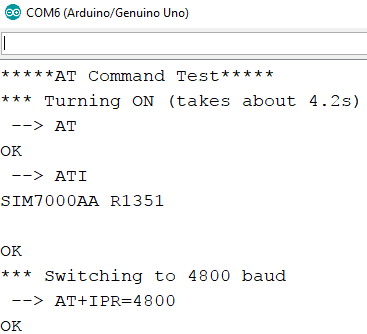 COM6 (Arduino/Genuino Uno)
*****AT Command Test*****
*** Turning ON (takes about 4.2s)
--> AT
OK
--> ATI
SIM7000AA R1351
OK
*** Switching to 4800 baud
--> AT+IPR=4800
OK